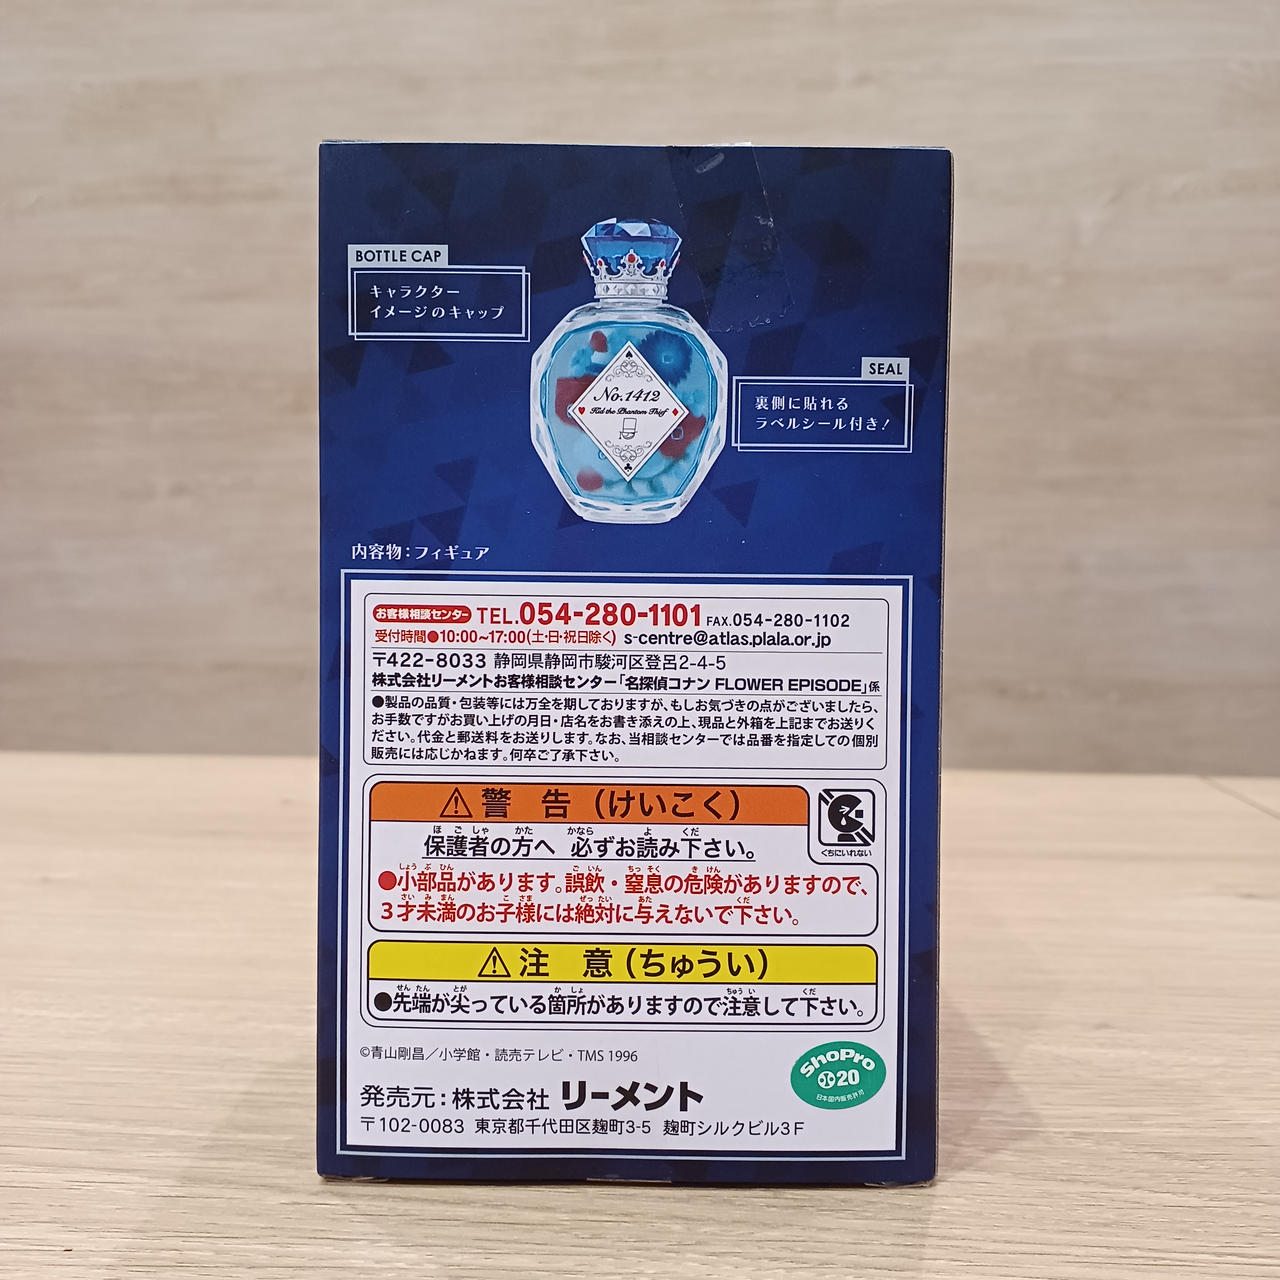 BOTTLE CAP
キャラクター
イメージのキャップ
No.1412
Kid the Phantom Thief
SEAL
裏側に貼れる
ラベルシール付き!
内容物:フィギュア
お客様相談センター TEL.054-280-1101 FAX.054-280-1102
受付時間●10:00~17:00(土・日・祝日除く) s-centre@atlas.plala.or.jp
〒422-8033 静岡県静岡市駿河区登呂2-4-5
株式会社リーメントお客様相談センター「名探偵コナン FLOWER EPISODE」係
●製品の品質・包装等には万全を期しておりますが、もしお気づきの点がございましたら、
お手数ですがお買い上げの月日・店名をお書き添えの上、現品と外箱を上記までお送りく
ださい。代金と郵送料をお送りします。なお、当相談センターでは品番を指定しての個別
販売には応じかねます。何卒ご了承下さい。
⚠警 告(けいこく)
くちにいれない
保護者の方へ 必ずお読み下さい。
●小部品があります。誤飲・窒息の危険がありますので、
3才未満のお子様には絶対に与えないで下さい。
⚠注 意(ちゅうい)
●先端が尖っている箇所がありますので注意して下さい。
©青山剛昌/小学館・読売テレビ・TMS 1996
ShoPro
20
日本国内販売許可
発売元:株式会社 リーメント
〒102-0083 東京都千代田区麹町3-5 麹町シルクビル3F